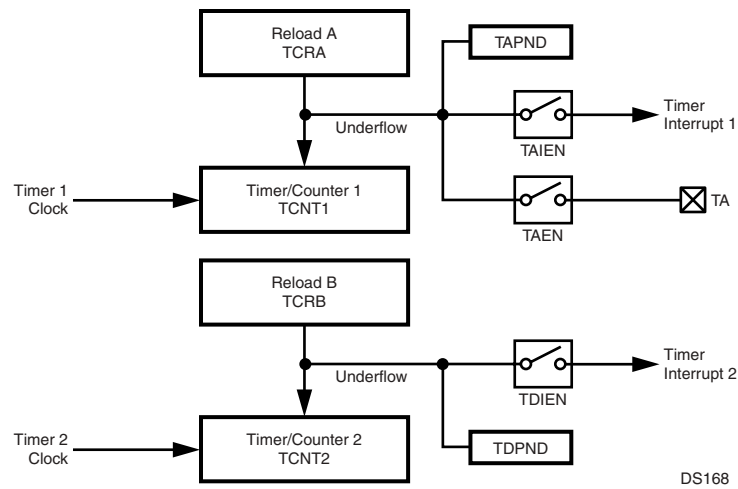 Reload A
TCRA
TAPND
Underflow
TAIEN
Timer
Interrupt 1
Timer 1
Clock
Timer/Counter 1
TCNT1
TAEN
TA
Reload B
TCRB
Underflow
TDIEN
Timer
Interrupt 2
Timer 2
Clock
Timer/Counter 2
TCNT2
TDPND
DS168